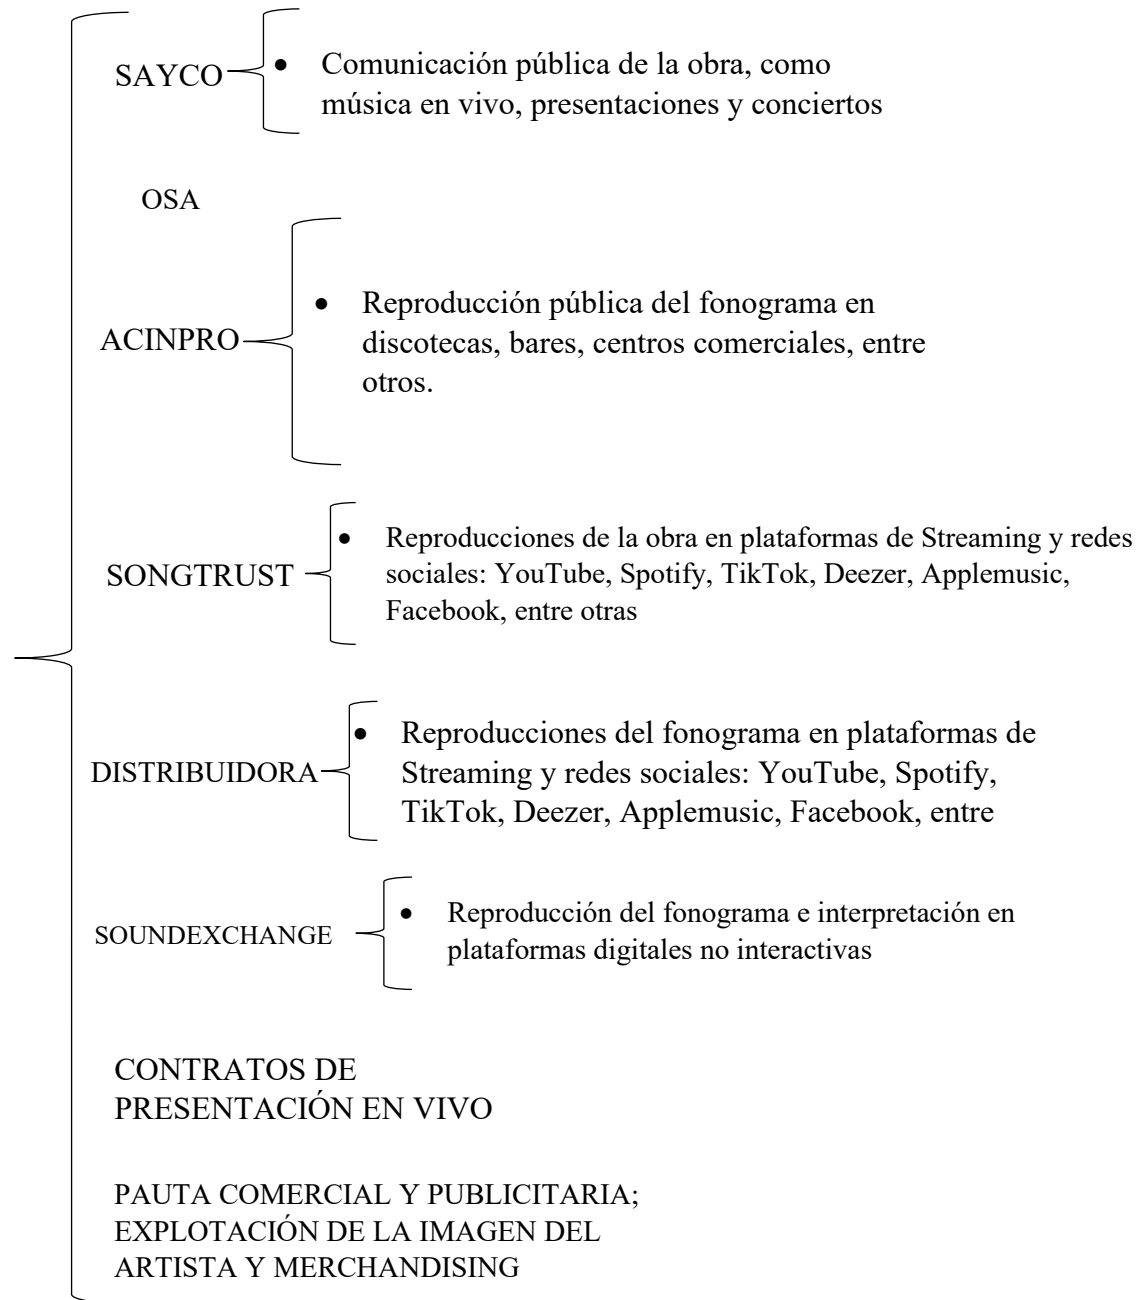 SAYCO
• Comunicación pública de la obra, como
música en vivo, presentaciones y conciertos
OSA
ACINPRO
• Reproducción pública del fonograma en
discotecas, bares, centros comerciales, entre
otros.
SONGTRUST
• Reproducciones de la obra en plataformas de Streaming y redes
sociales: YouTube, Spotify, TikTok, Deezer, Applemusic,
Facebook, entre otras
DISTRIBUIDORA
• Reproducciones del fonograma en plataformas de
Streaming y redes sociales: YouTube, Spotify,
TikTok, Deezer, Applemusic, Facebook, entre
SOUNDEXCHANGE
• Reproducción del fonograma e interpretación en
plataformas digitales no interactivas
CONTRATOS DE
PRESENTACIÓN EN VIVO
PAUTA COMERCIAL Y PUBLICITARIA;
EXPLOTACIÓN DE LA IMAGEN DEL
ARTISTA Y MERCHANDISING